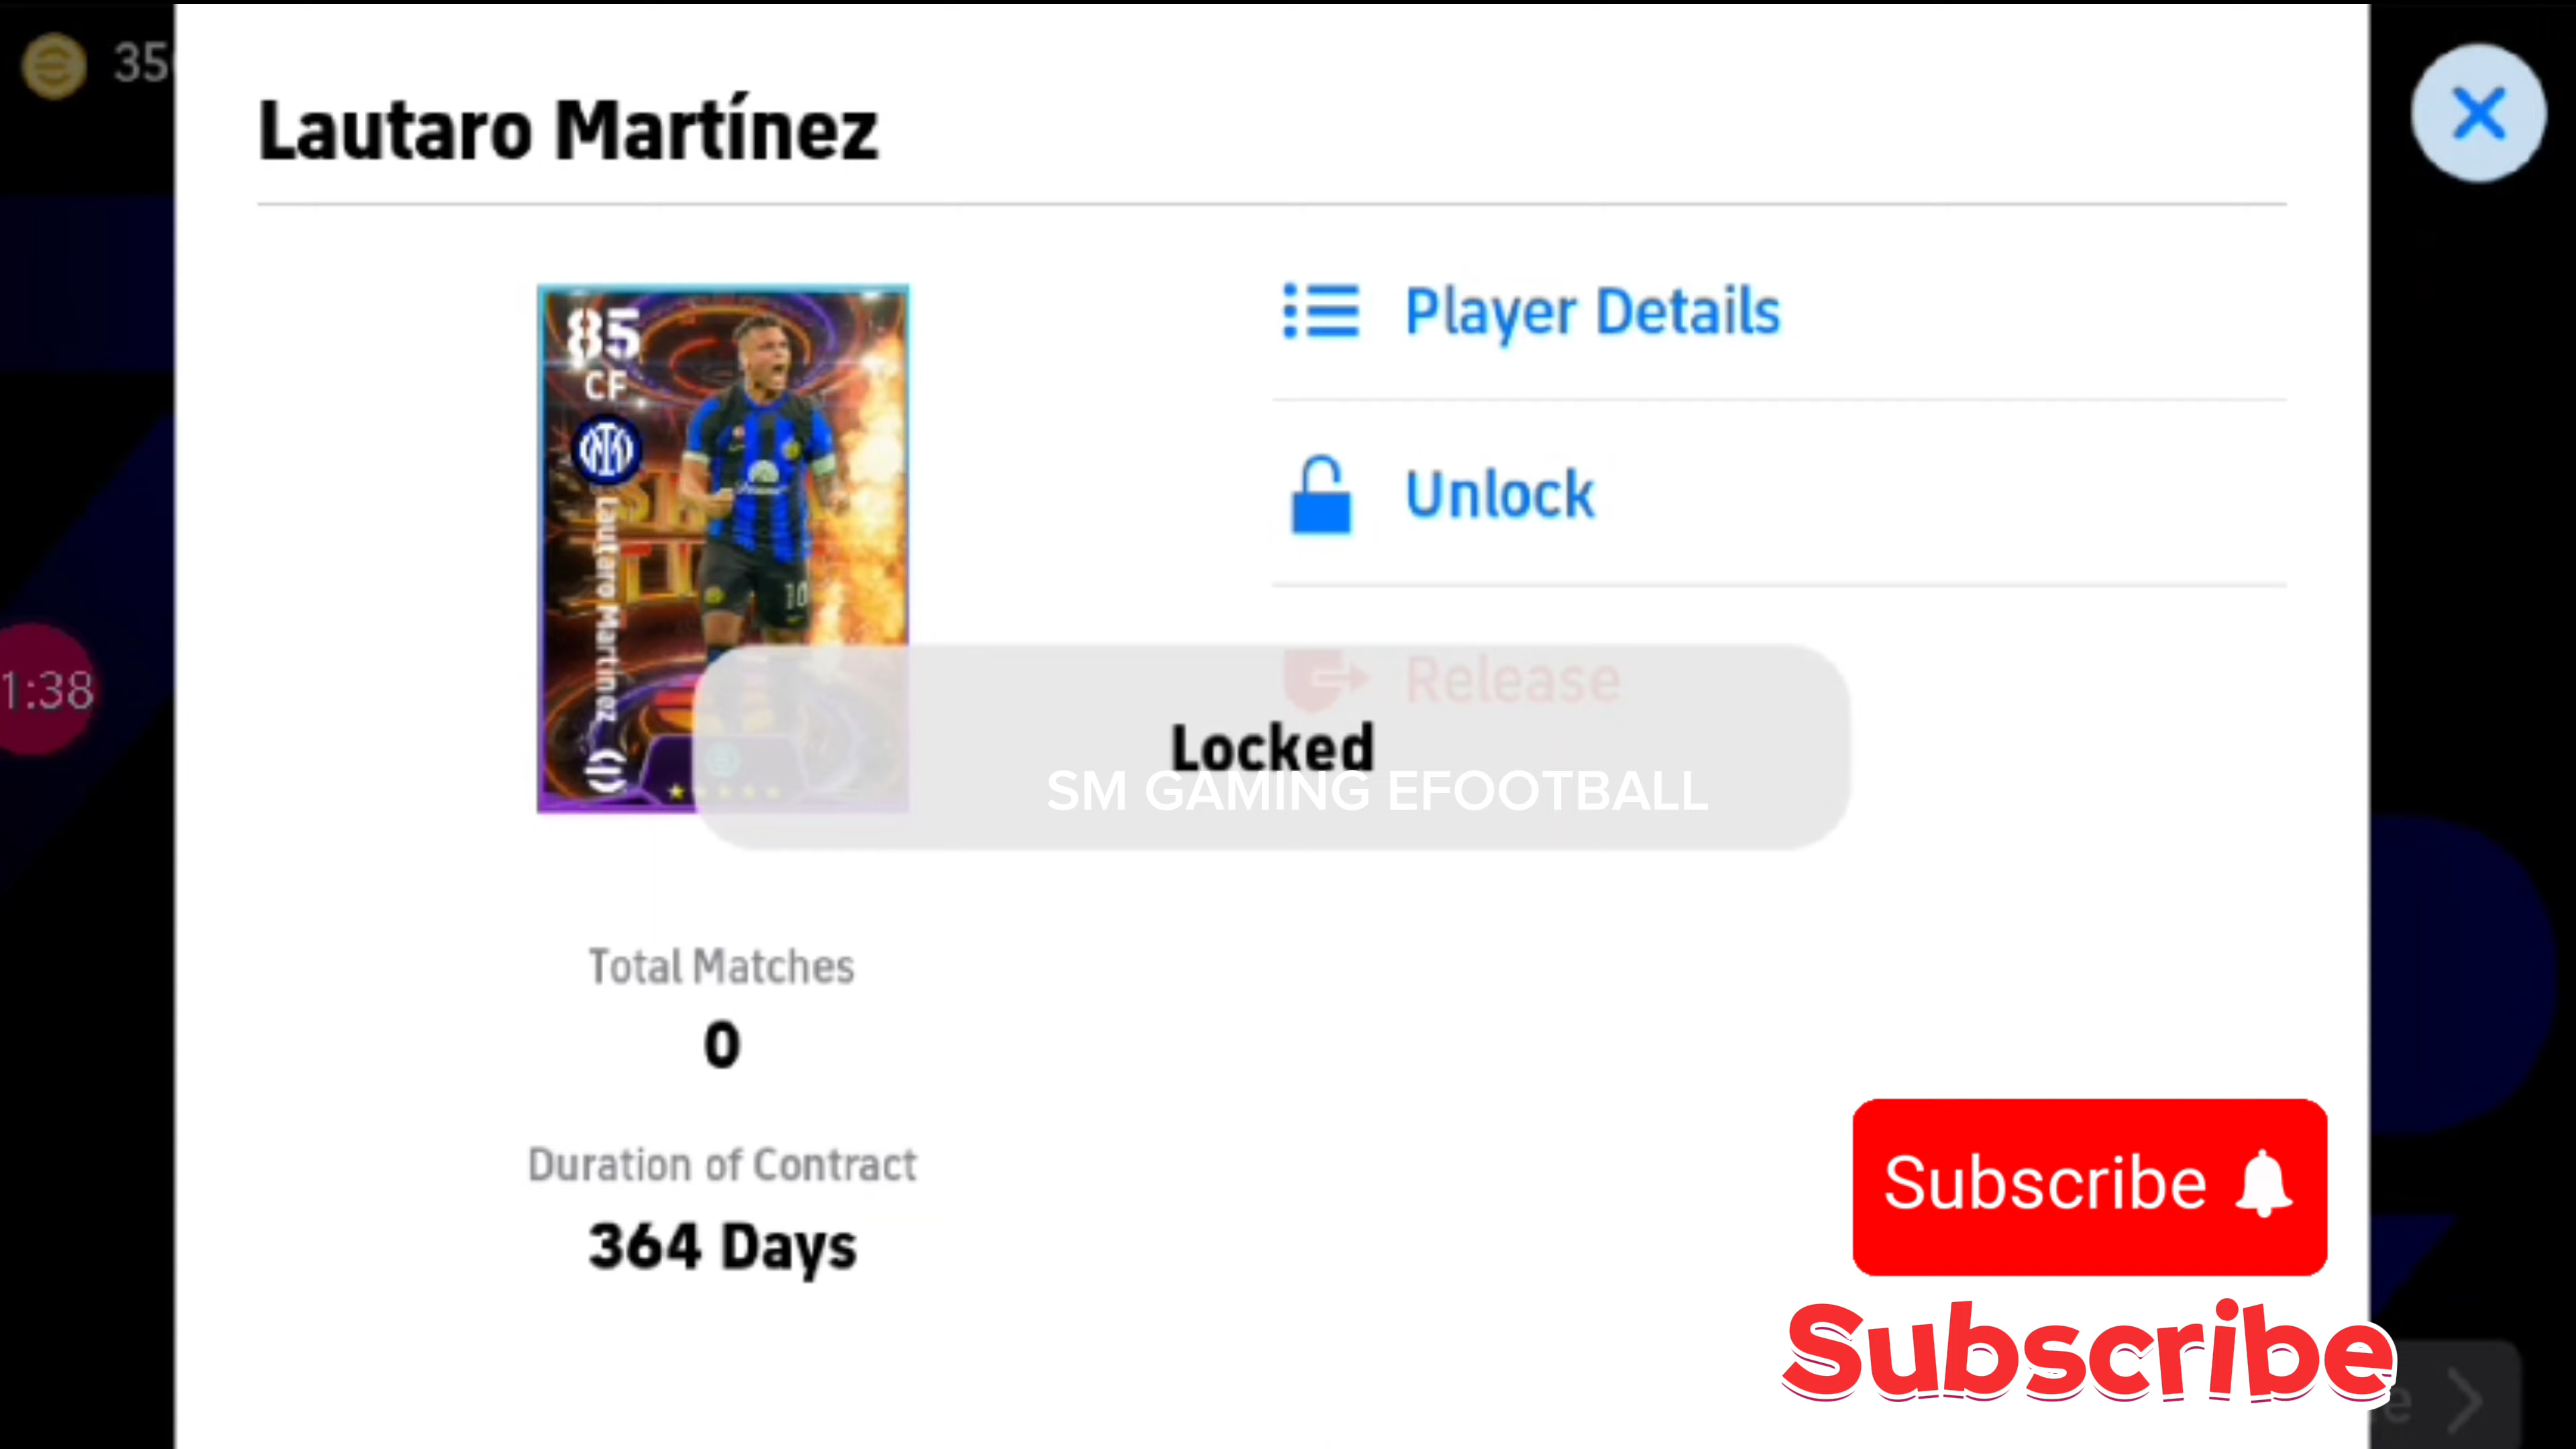 35
Lautaro Martínez
85
CF
Lautaro Martínez
10
Player Details
Unlock
Release
Locked
SM GAMING EFOOTBALL
1:38
Total Matches
0
Duration of Contract
364 Days
Subscribe
Subscribe